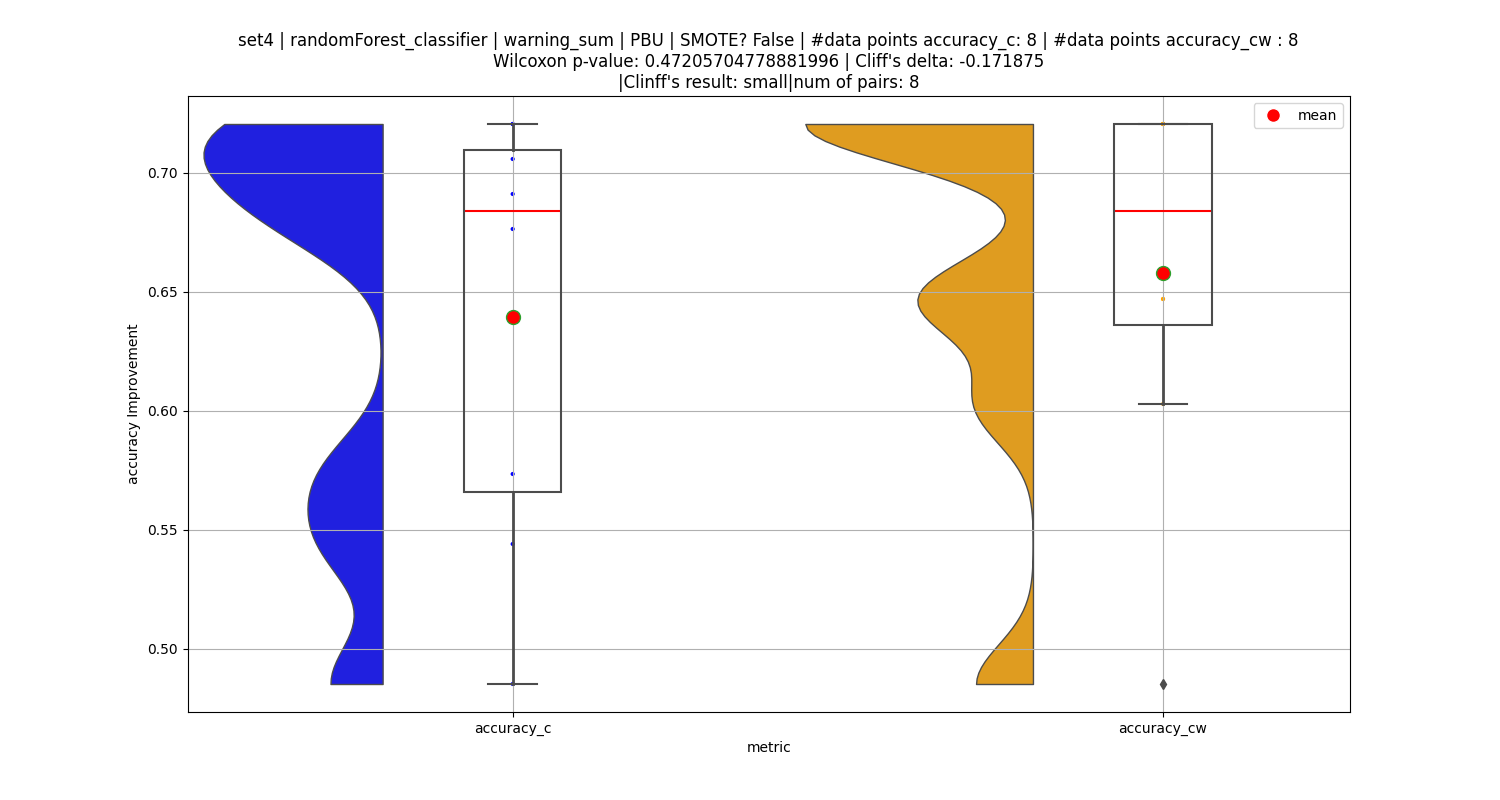 set4 | randomForest_classifier | warning_sum | PBU | SMOTE? False | #data points accuracy_c: 8 | #data points accuracy_cw : 8
Wilcoxon p-value: 0.47205704778881996 | Cliff's delta: -0.171875
|Clinff's result: small|num of pairs: 8
mean
0.70
0.65
0.60
0.55
0.50
accuracy Improvement
accuracy_c
accuracy_cw
metric